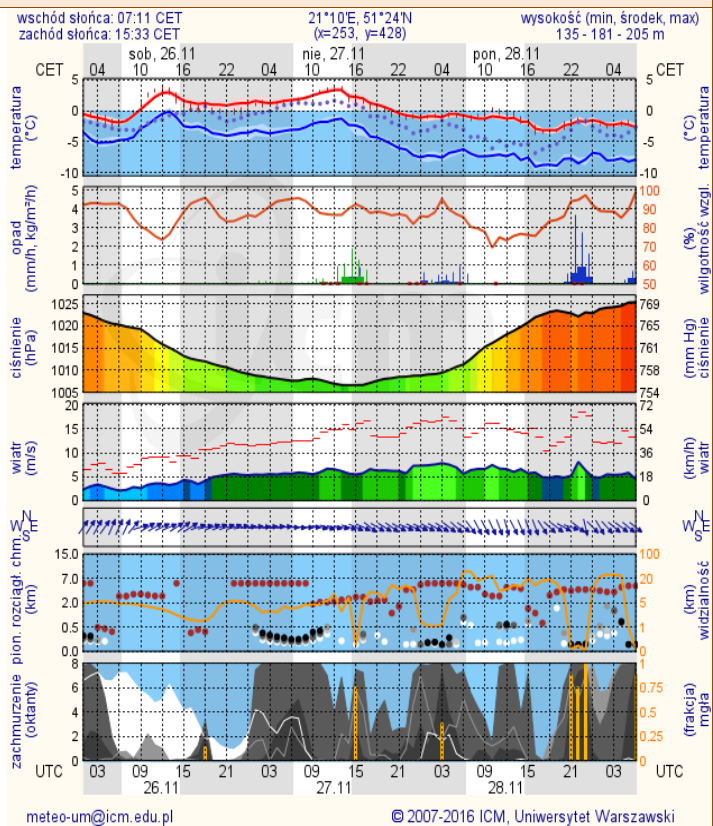 wschód słońca: 07:11 CET 21°10'E, 51°24'N wysokość (min, środek, max)
zachód słońca: 15:33 CET (x=253, y=428) 135 - 181 - 205 m
sob, 26.11 nie, 27.11 pon, 28.11
CET 04 10 16 22 04 10 16 22 04 10 16 22 04 CET
temperatura (°C) 5 0 -5 -10 5 0 -5 -10 (°C) temperatura
opad (mm/h, kg/m²/h) 5 4 3 2 1 0 100 90 80 70 60 50 (%) wilgotność wzgl.
ciśnienie (hPa) 1025 1020 1015 1010 1005 769 765 761 758 754 (mm Hg) ciśnienie
wiatr (m/s) 20 15 10 5 0 72 54 36 18 0 (km/h) wiatr
N W E S N W E S
pion. rozciągł. chm. (km) 15.0 7.0 2.0 0.5 0.0 100 20 5 1 0 (km) widzialność
zachmurzenie (oktanty) 8 6 4 2 0 1 0.75 0.5 0.25 0 (frakcja) mgła
UTC 03 09 15 21 03 09 15 21 03 09 15 21 03 UTC
26.11 27.11 28.11
meteo-um@icm.edu.pl © 2007-2016 ICM, Uniwersytet Warszawski